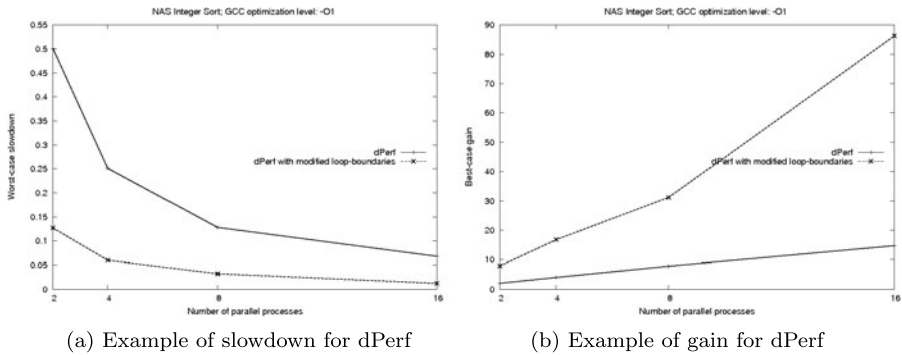 NAS Integer Sort; GCC optimization level: -O1
0.55
0.5
0.45
0.4
0.35
0.3
0.25
0.2
0.15
0.1
0.05
0
Worst-case slowdown
dPerf
dPerf with modified loop-boundaries
2
4
8
16
Number of parallel processes
(a) Example of slowdown for dPerf
NAS Integer Sort; GCC optimization level: -O1
90
80
70
60
50
40
30
20
10
0
Best-case gain
dPerf
dPerf with modified loop-boundaries
2
4
8
16
Number of parallel processes
(b) Example of gain for dPerf